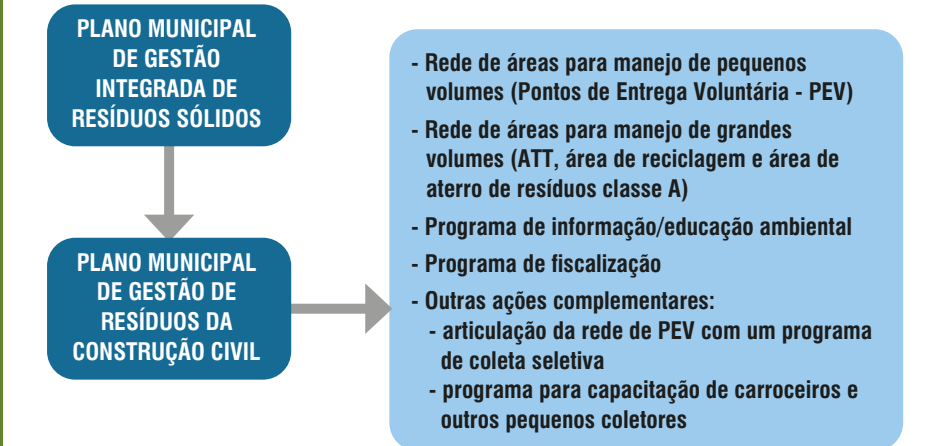 PLANO MUNICIPAL
DE GESTÃO
INTEGRADA DE
RESÍDUOS SÓLIDOS
PLANO MUNICIPAL
DE GESTÃO DE
RESÍDUOS DA
CONSTRUÇÃO CIVIL
- Rede de áreas para manejo de pequenos
volumes (Pontos de Entrega Voluntária - PEV)
- Rede de áreas para manejo de grandes
volumes (ATT, área de reciclagem e área de
aterro de resíduos classe A)
- Programa de informação/educação ambiental
- Programa de fiscalização
- Outras ações complementares:
- articulação da rede de PEV com um programa
de coleta seletiva
- programa para capacitação de carroceiros e
outros pequenos coletores